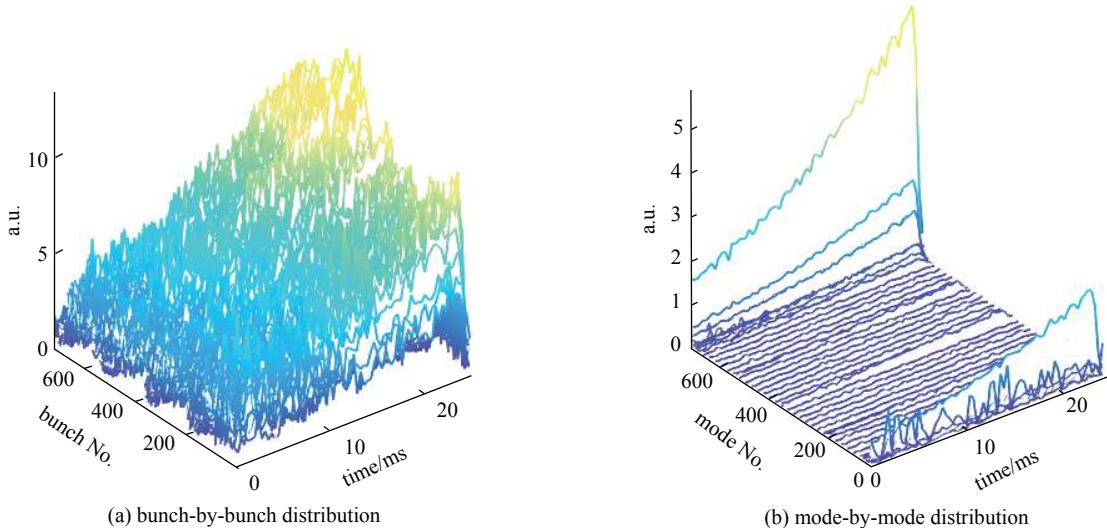 10
5
0
a.u.
600
400
200
0
bunch No.
10
20
time/ms
(a) bunch-by-bunch distribution
5
4
3
2
1
0
a.u.
600
400
200
0 0
mode No.
10
20
time/ms
(b) mode-by-mode distribution